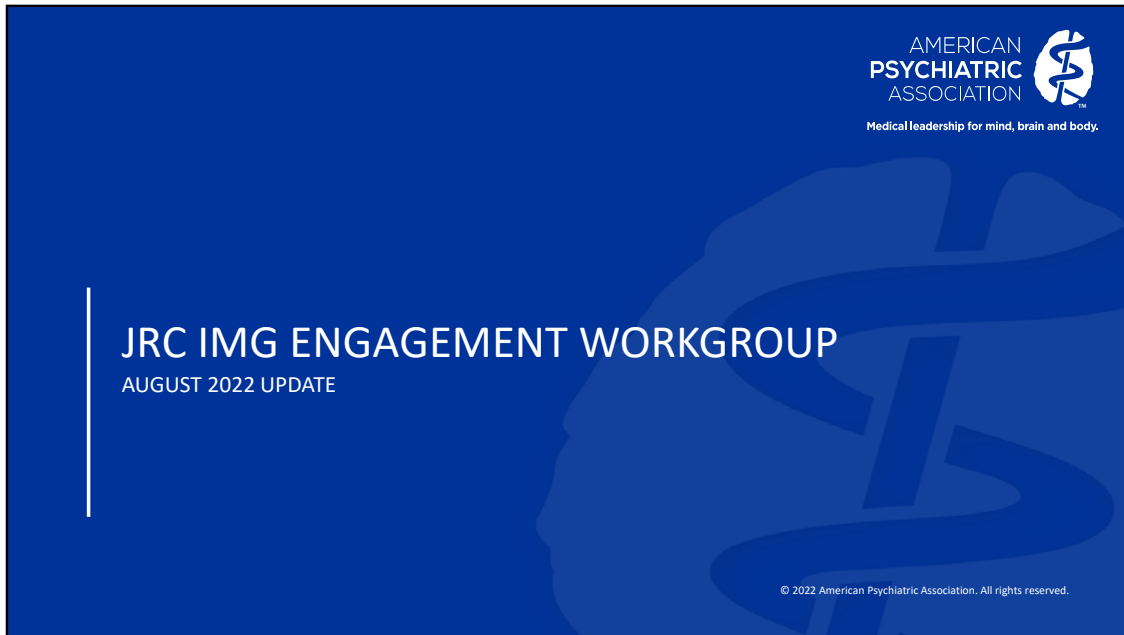 AMERICAN
PSYCHIATRIC
ASSOCIATION
TM
Medical leadership for mind, brain and body.
JRC IMG ENGAGEMENT WORKGROUP
AUGUST 2022 UPDATE
© 2022 American Psychiatric Association. All rights reserved.